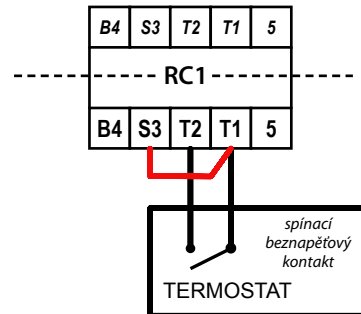 B4 S3 T2 T1 5
RC1
B4 S3 T2 T1 5
spínací
beznapěťový
kontakt
TERMOSTAT